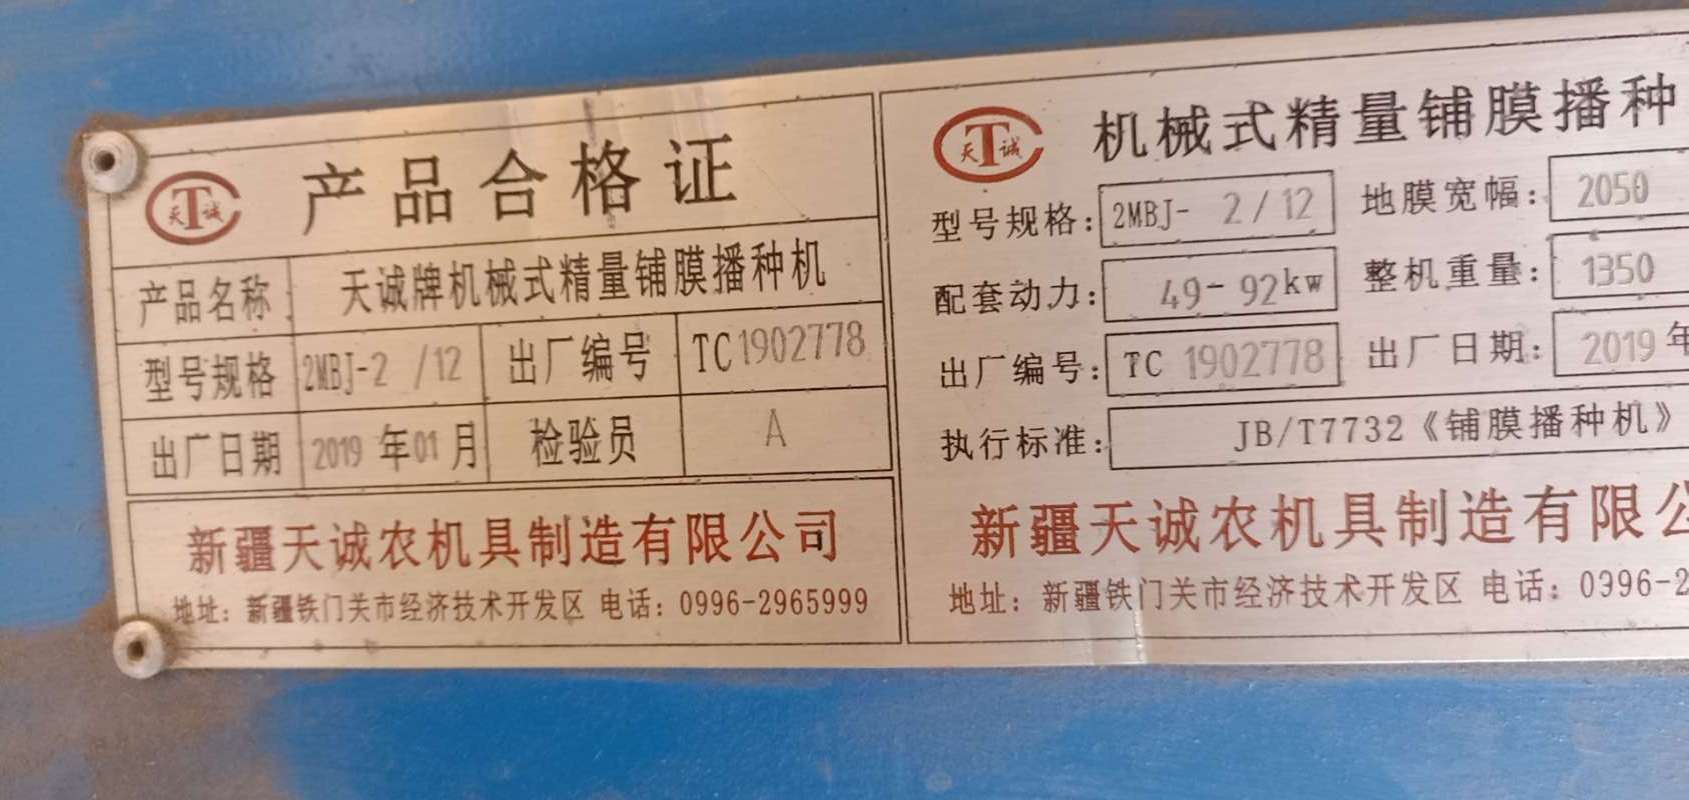 天 T 诚
产品合格证
产品名称 天诚牌机械式精量铺膜播种机
型号规格 2MBJ-2 /12 出厂编号 TC1902778
出厂日期 2019 年01月 检验员 A
新疆天诚农机具制造有限公司
地址：新疆铁门关市经济技术开发区 电话：0996-2965999
天 T 诚
机械式精量铺膜播种
型号规格：2MBJ- 2/12 地膜宽幅：2050
配套动力：49-92kw 整机重量：1350
出厂编号：TC 1902778 出厂日期：2019年
执行标准：JB/T7732《铺膜播种机》
新疆天诚农机具制造有限公
地址：新疆铁门关市经济技术开发区 电话：0996-2